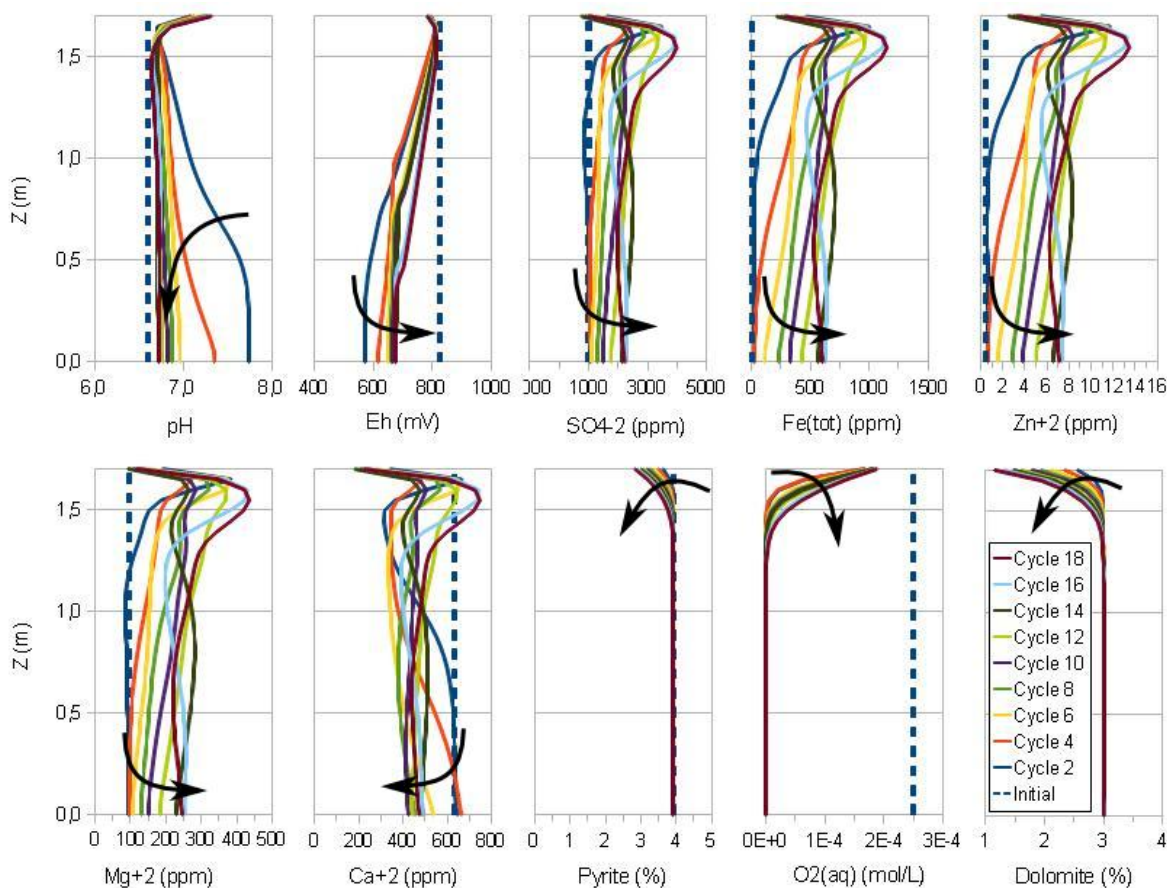 1,5
1,0
0,5
0,0
Z (m)
6,0 7,0 8,0
pH
400 600 800 1000
Eh (mV)
1000 3000 5000
SO4-2 (ppm)
0 500 1000 1500
Fe(tot) (ppm)
0 2 4 6 8 10 12 14 16
Zn+2 (ppm)
1,5
1,0
0,5
0,0
Z (m)
0 100 200 300 400 500
Mg+2 (ppm)
0 200 400 600 800
Ca+2 (ppm)
0 1 2 3 4 5
Pyrite (%)
0E+0 1E-4 2E-4 3E-4
O2(aq) (mol/L)
1 2 3 4
Dolomite (%)
Cycle 18
Cycle 16
Cycle 14
Cycle 12
Cycle 10
Cycle 8
Cycle 6
Cycle 4
Cycle 2
Initial